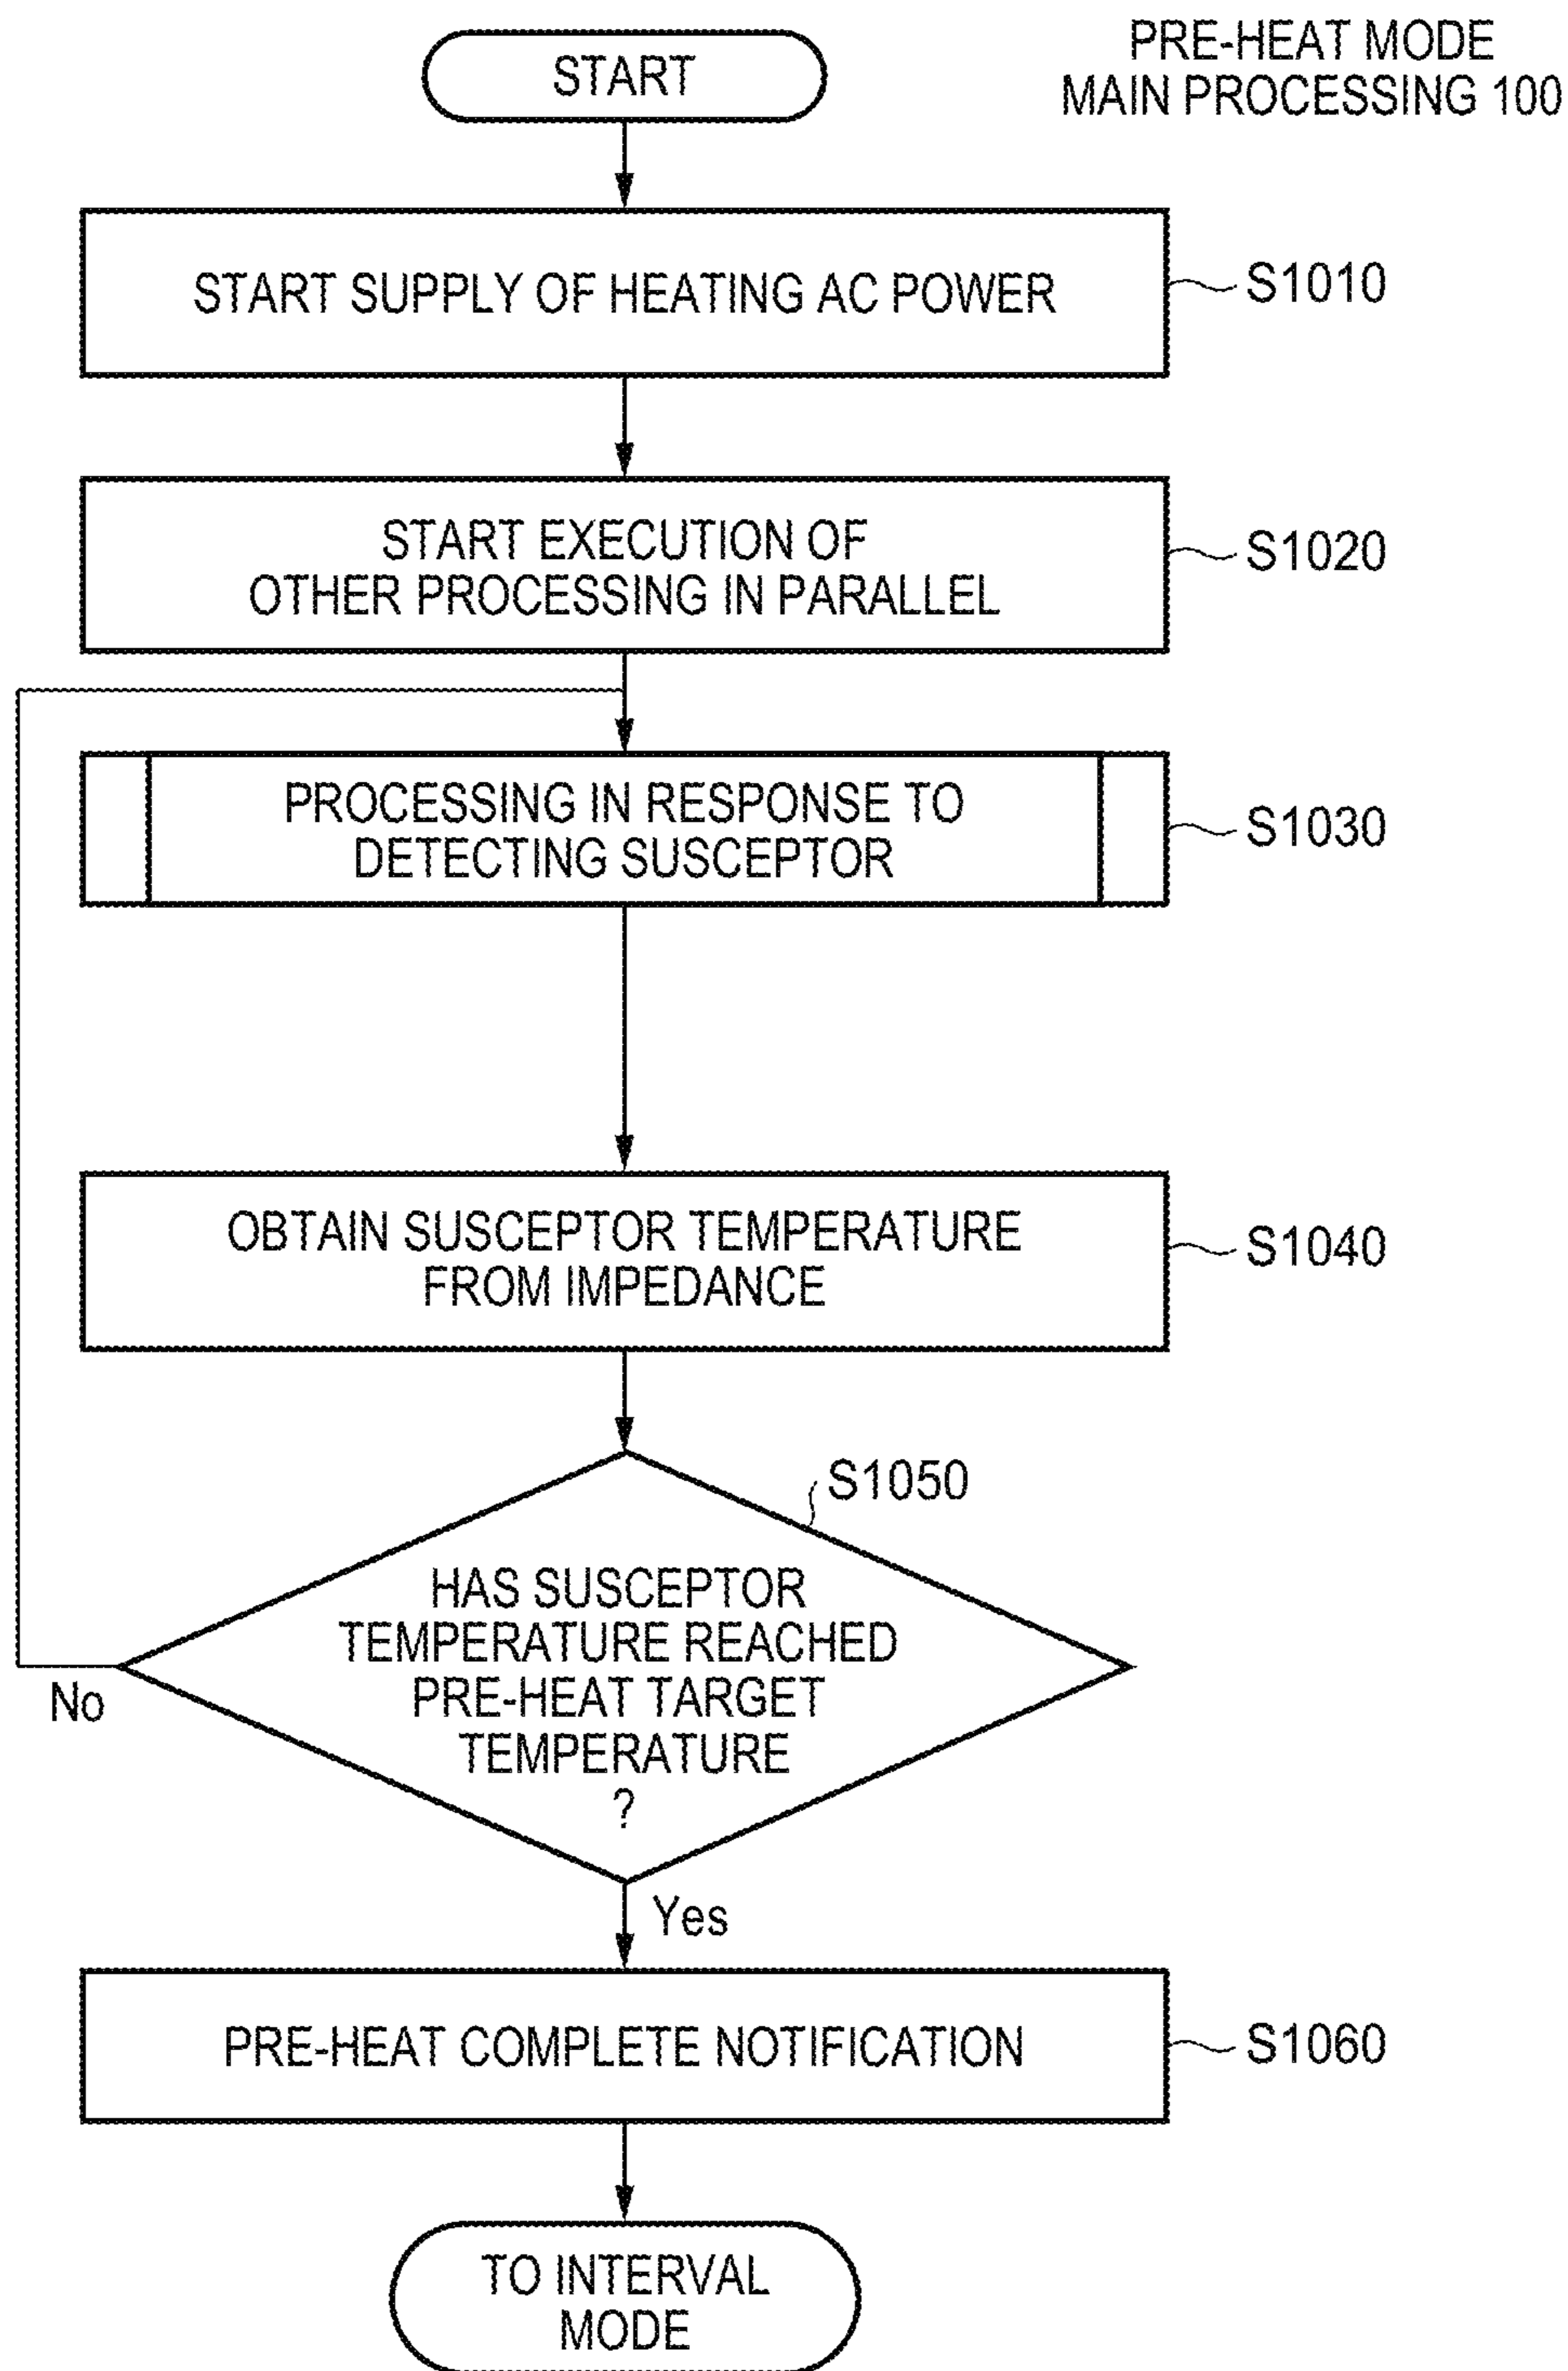 PRE-HEAT MODE
MAIN PROCESSING 100
START
START SUPPLY OF HEATING AC POWER
S1010
START EXECUTION OF
OTHER PROCESSING IN PARALLEL
S1020
PROCESSING IN RESPONSE TO
DETECTING SUSCEPTOR
S1030
OBTAIN SUSCEPTOR TEMPERATURE
FROM IMPEDANCE
S1040
S1050
HAS SUSCEPTOR
TEMPERATURE REACHED
PRE-HEAT TARGET
TEMPERATURE
?
No
Yes
PRE-HEAT COMPLETE NOTIFICATION
S1060
TO INTERVAL
MODE